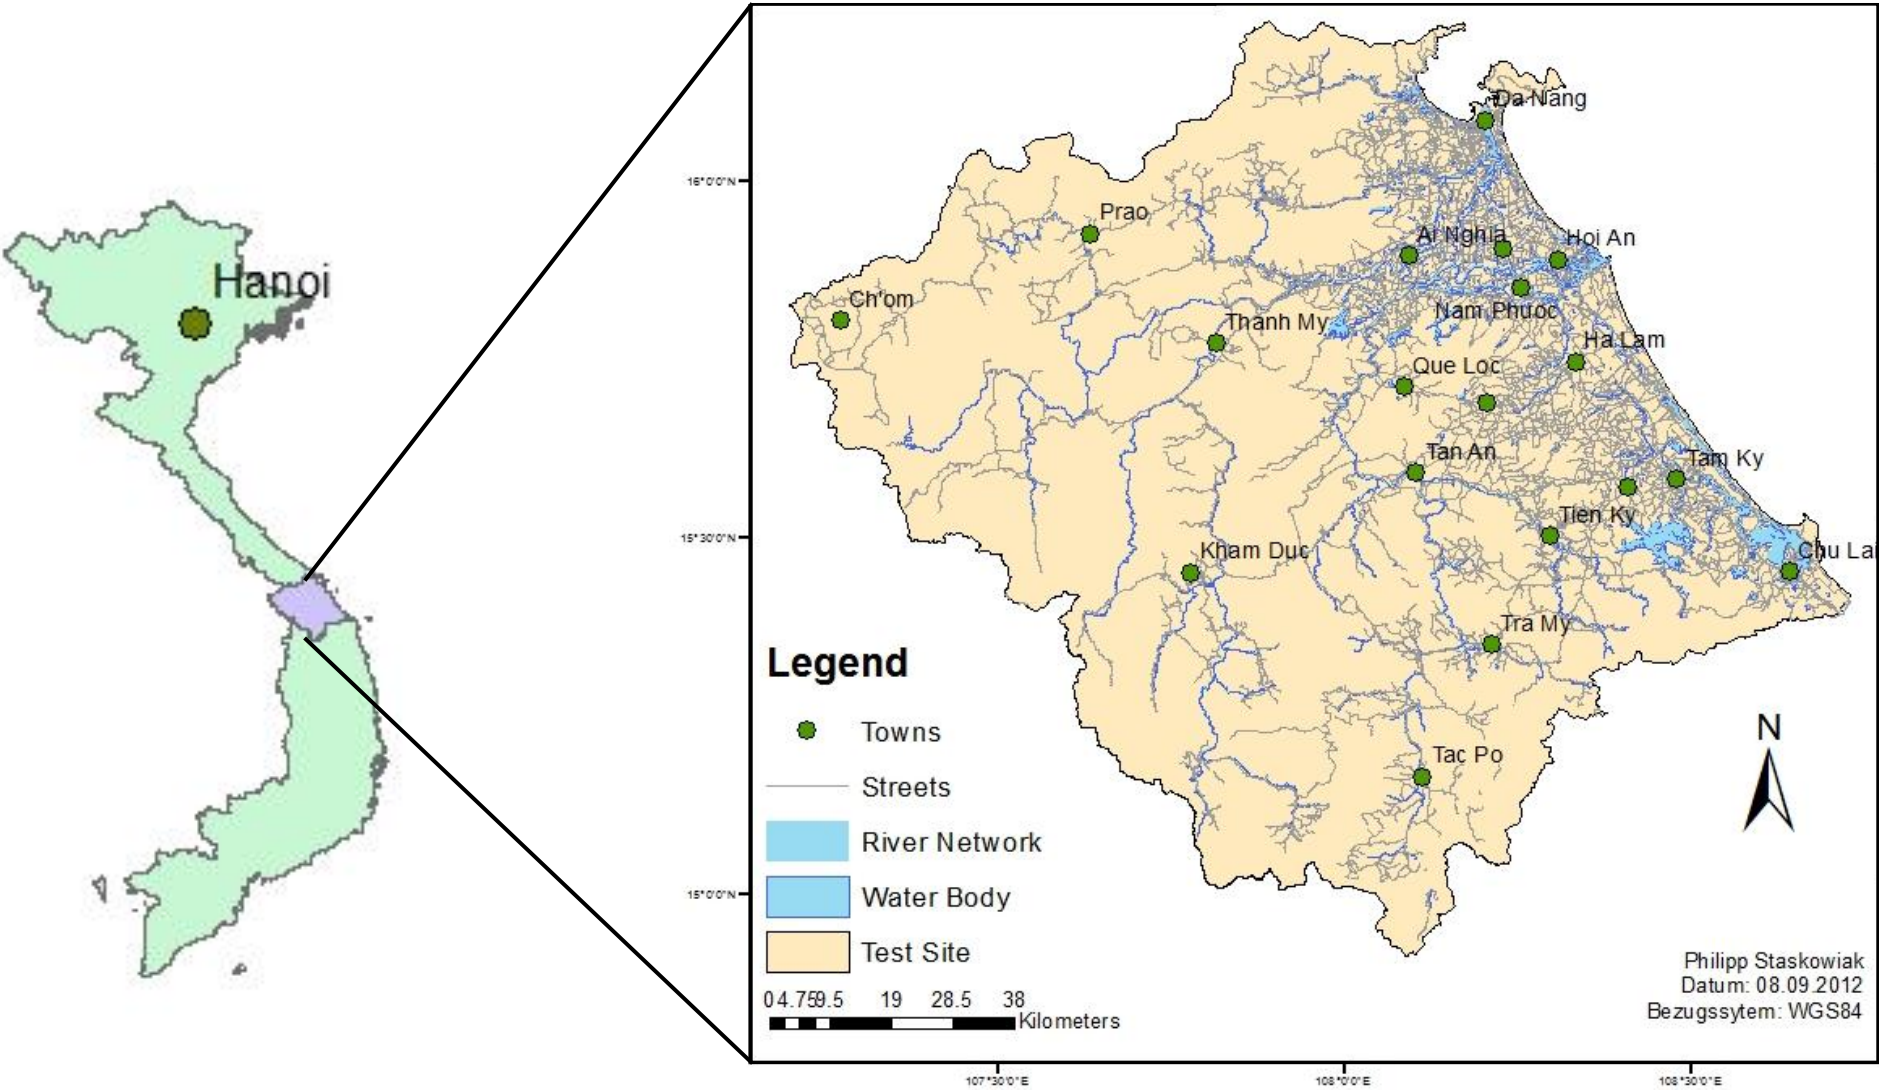 Hanoi
16°0'0"N
15°30'0"N
15°0'0"N
107°30'0"E
108°0'0"E
108°30'0"E
Da Nang
Prao
Ai Nghia
Hoi An
Ch'om
Nam Phuoc
Thanh My
Ha Lam
Que Loc
Tan An
Tam Ky
Tien Ky
Kham Duc
Chu Lai
Tra My
Tac Po
Legend
Towns
Streets
River Network
Water Body
Test Site
0 4.75 9.5 19 28.5 38
Kilometers
N
Philipp Staskowiak
Datum: 08.09.2012
Bezugssytem: WGS84